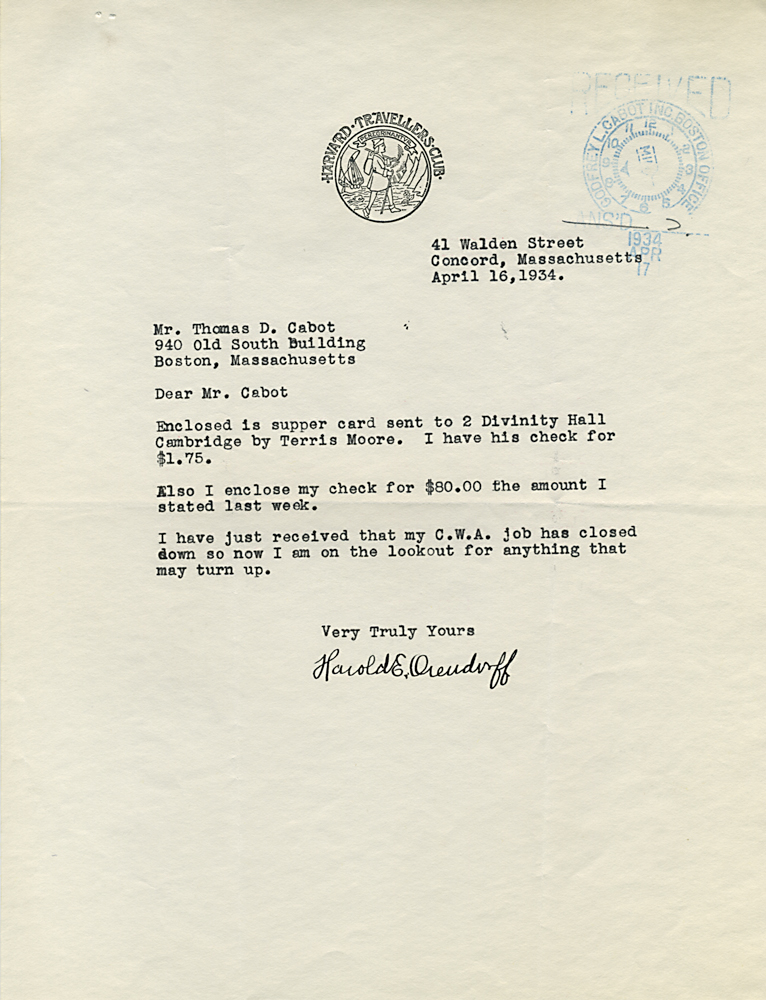 RECEIVED
HARVARD·TRAVELLERS·CLUB·
PEREGRINANTVR
GODFREY L. CABOT INC. BOSTON OFFICE
ANS'D
1934
APR
17
41 Walden Street
Concord, Massachusetts
April 16,1934.
Mr. Thomas D. Cabot
940 Old South Building
Boston, Massachusetts
Dear Mr. Cabot
Enclosed is supper card sent to 2 Divinity Hall
Cambridge by Terris Moore.  I have his check for
$1.75.
Also I enclose my check for $80.00 the amount I
stated last week.
I have just received that my C.W.A. job has closed
down so now I am on the lookout for anything that
may turn up.
Very Truly Yours
Harold E. Orendorff